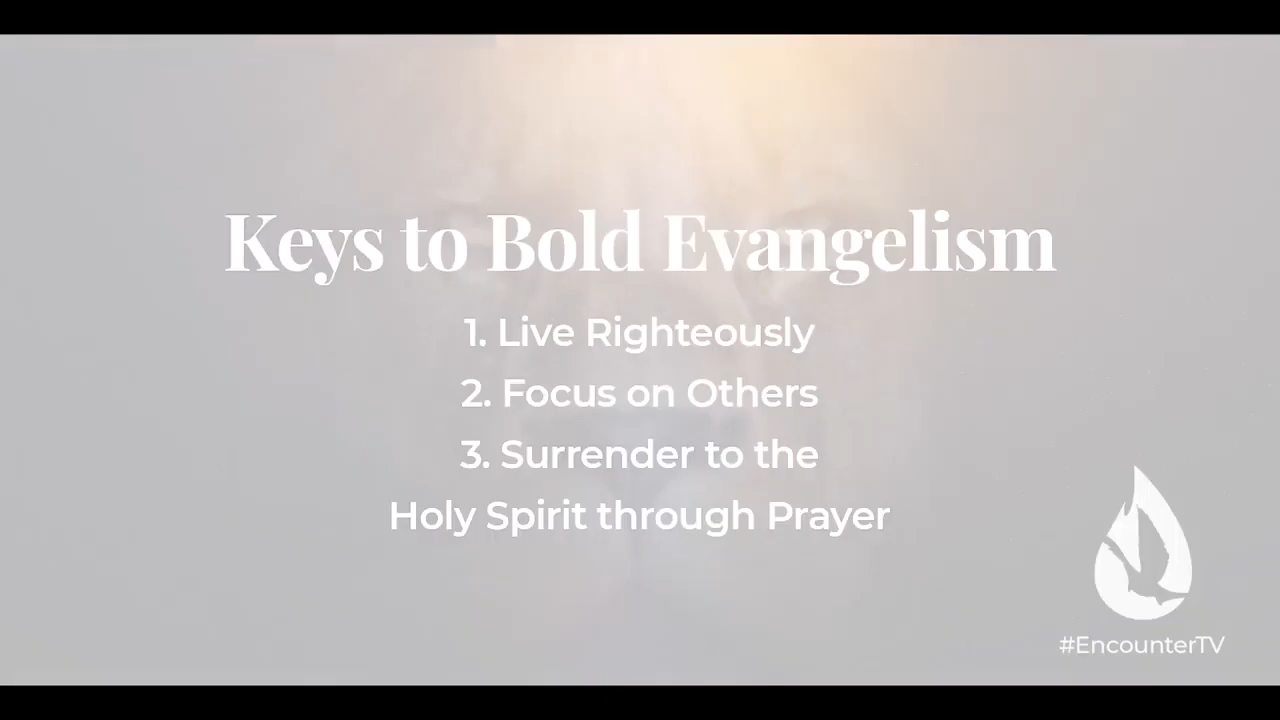 Keys to Bold Evangelism
1. Live Righteously
2. Focus on Others
3. Surrender to the
Holy Spirit through Prayer
#EncounterTV